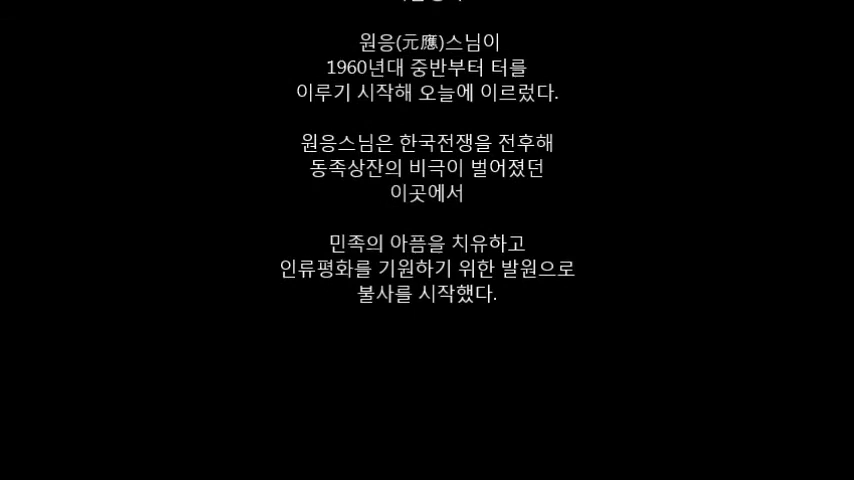 원응(元應)스님이
1960년대 중반부터 터를
이루기 시작해 오늘에 이르렀다.
원응스님은 한국전쟁을 전후해
동족상잔의 비극이 벌어졌던
이곳에서
민족의 아픔을 치유하고
인류평화를 기원하기 위한 발원으로
불사를 시작했다.